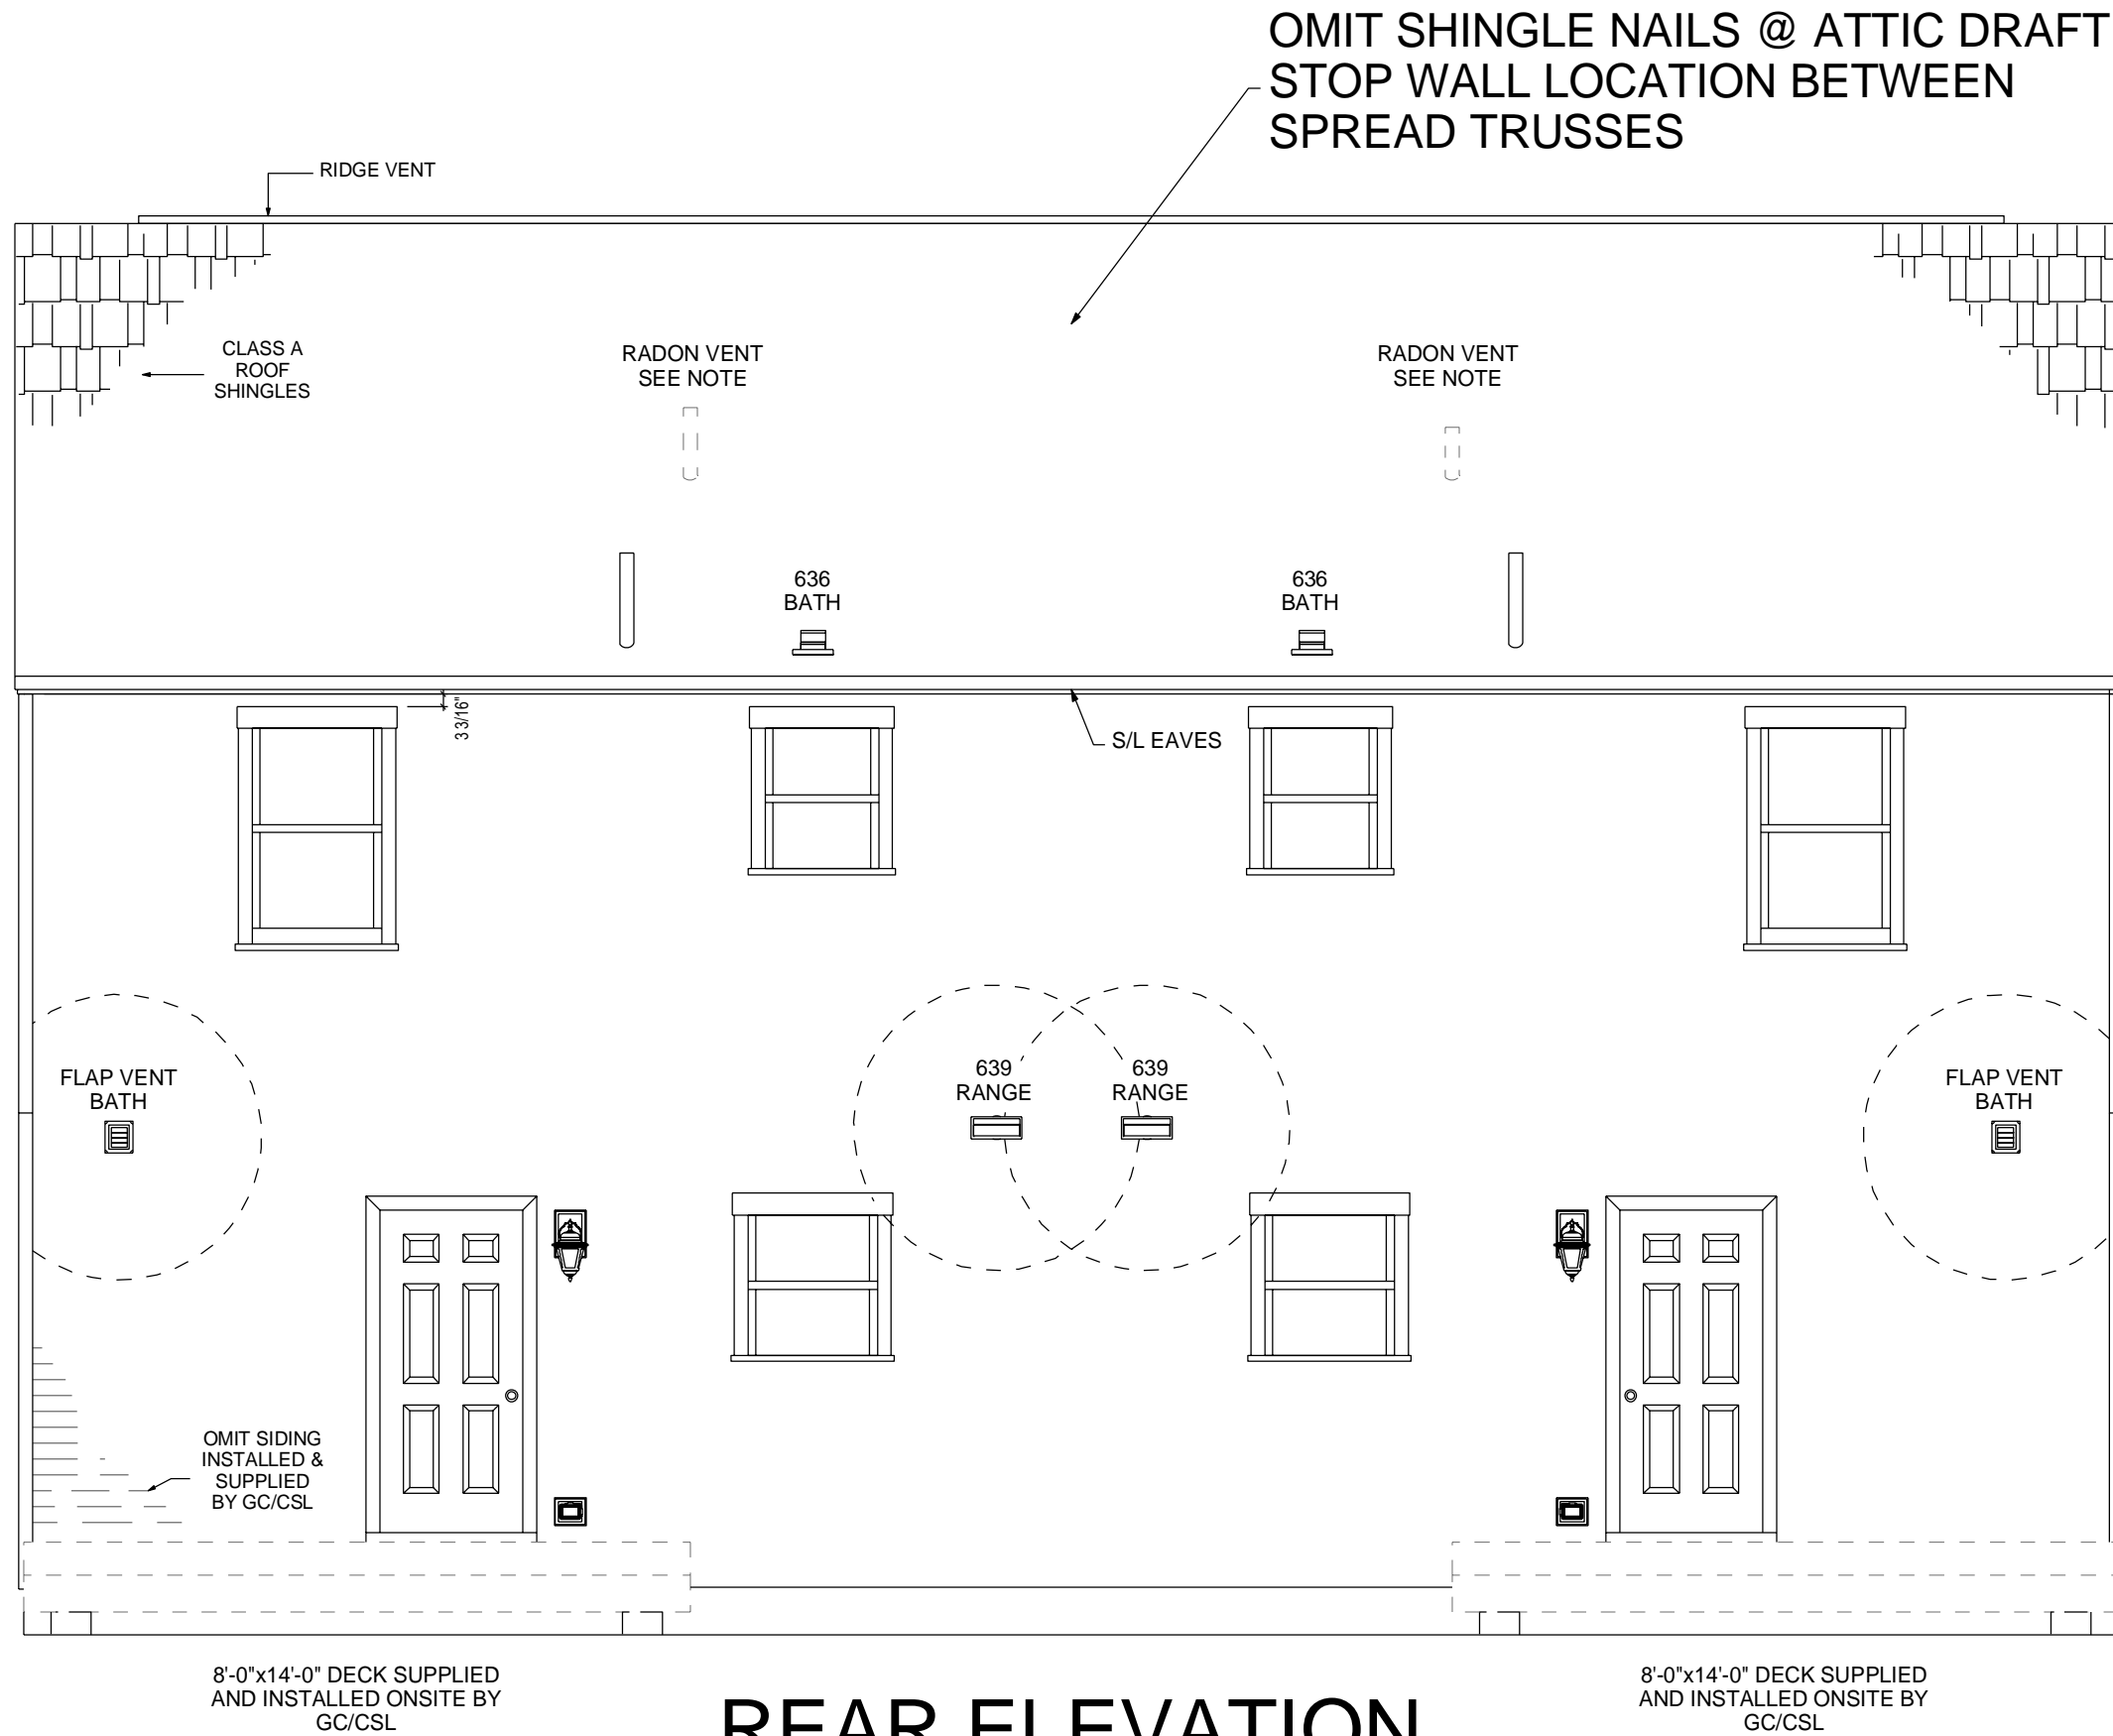 OMIT SHINGLE NAILS @ ATTIC DRAFT
STOP WALL LOCATION BETWEEN
SPREAD TRUSSES
RIDGE VENT
CLASS A
ROOF
SHINGLES
RADON VENT
SEE NOTE
RADON VENT
SEE NOTE
636
BATH
636
BATH
3 3/16"
S/L EAVES
FLAP VENT
BATH
639
RANGE
639
RANGE
FLAP VENT
BATH
OMIT SIDING
INSTALLED &
SUPPLIED
BY GC/CSL
8'-0"x14'-0" DECK SUPPLIED
AND INSTALLED ONSITE BY
GC/CSL
REAR ELEVATION
8'-0"x14'-0" DECK SUPPLIED
AND INSTALLED ONSITE BY
GC/CSL